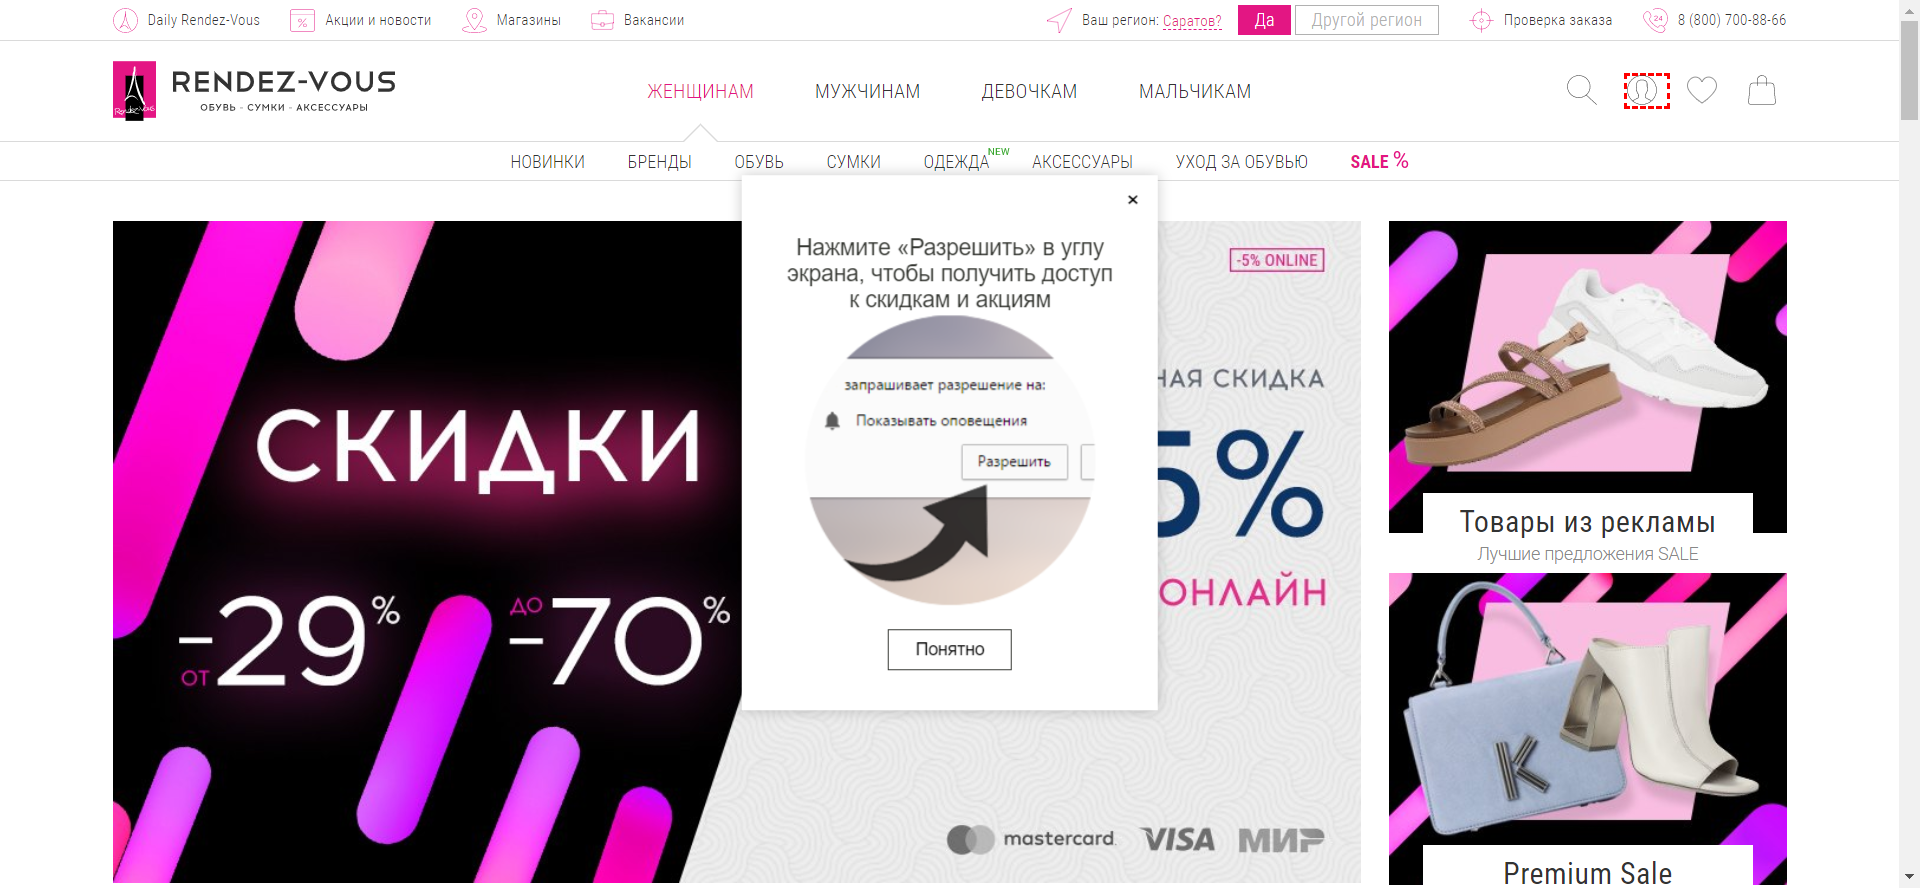 Daily Rendez-Vous
Акции и новости
Магазины
Вакансии
Ваш регион: Саратов?
Да
Другой регион
Проверка заказа
24
8 (800) 700-88-66
Rendez-Vous
RENDEZ-VOUS
ОБУВЬ - СУМКИ - АКСЕССУАРЫ
ЖЕНЩИНАМ
МУЖЧИНАМ
ДЕВОЧКАМ
МАЛЬЧИКАМ
НОВИНКИ
БРЕНДЫ
ОБУВЬ
СУМКИ
ОДЕЖДА NEW
АКСЕССУАРЫ
УХОД ЗА ОБУВЬЮ
SALE %
СКИДКИ
ОТ -29%
ДО -70%
×
Нажмите «Разрешить» в углу
экрана, чтобы получить доступ
к скидкам и акциям
запрашивает разрешение на:
Показывать оповещения
Разрешить
Понятно
-5% ONLINE
НАЯ СКИДКА
5%
ОНЛАЙН
mastercard.
VISA
МИР
Товары из рекламы
Лучшие предложения SALE
K
Premium Sale